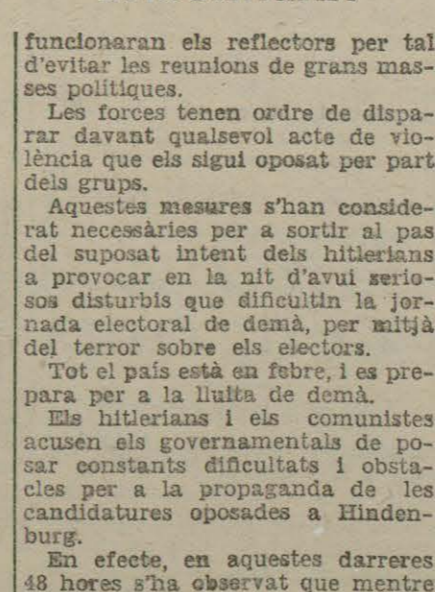 funcionaran els reflectors per tal
d'evitar les reunions de grans mas-
ses polítiques.
Les forces tenen ordre de dispa-
rar davant qualsevol acte de vio-
lència que els sigui oposat per part
dels grups.
Aquestes mesures s'han conside-
rat necessàries per a sortir al pas
del suposat intent dels hitlerians
a provocar en la nit d'avui serio-
sos disturbis que dificultin la jor-
nada electoral de demà, per mitjà
del terror sobre els electors.
Tot el país està en febre, i es pre-
para per a la lluita de demà.
Els hitlerians i els comunistes
acusen els governamentals de po-
sar constants dificultats i obsta-
cles per a la propaganda de les
candidatures oposades a Hinden-
burg.
En efecte, en aquestes darreres
48 hores s'ha observat que mentre